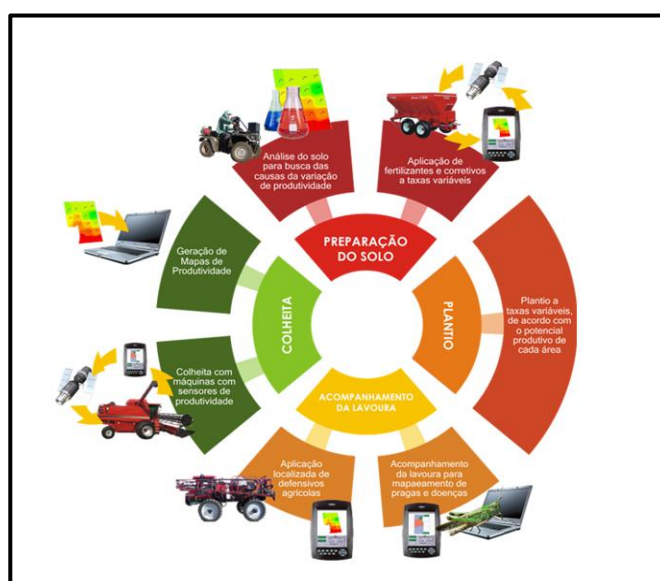 Análise do solo
para busca das
causas da variação
de produtividade
Aplicação de
fertilizantes e corretivos
a taxas variáveis
PREPARAÇÃO
DO SOLO
Geração de
Mapas de
Produtividade
COLHEITA
PLANTIO
Plantio a
taxas variáveis,
de acordo com o
potencial
produtivo de
cada área
Colheita com
máquinas com
sensores de
produtividade
ACOMPANHAMENTO
DA LAVOURA
Aplicação
localizada de
defensivos
agrícolas
Acompanhamento
da lavoura para
mapaeamento de
pragas e doenças